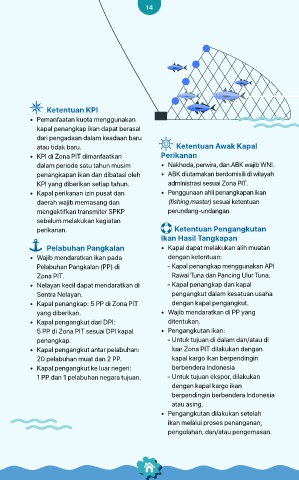 14
Ketentuan KPI
• Pemanfaatan kuota menggunakan
kapal penangkap ikan dapat berasal
dari pengadaan dalam keadaan baru
atau tidak baru.
• KPI di Zona PIT dimanfaatkan
dalam periode satu tahun musim
penangkapan ikan dan dibatasi oleh
KPI yang diberikan setiap tahun.
• Kapal perikanan izin pusat dan
daerah wajib memasang dan
mengaktifkan transmiter SPKP
sebelum melakukan kegiatan
perikanan.
Pelabuhan Pangkalan
• Wajib mendaratkan ikan pada
Pelabuhan Pangkalan (PP) di
Zona PIT.
• Nelayan kecil dapat mendaratkan di
Sentra Nelayan.
• Kapal penangkap: 5 PP di Zona PIT
yang diberikan.
• Kapal pengangkut dari DPI:
5 PP di Zona PIT sesuai DPI kapal
penangkap.
• Kapal pengangkut antar pelabuhan:
20 pelabuhan muat dan 2 PP.
• Kapal pengangkut ke luar negeri:
1 PP dan 1 pelabuhan negara tujuan.
Ketentuan Awak Kapal
Perikanan
• Nakhoda, perwira, dan ABK wajib WNI.
• ABK diutamakan berdomisili di wilayah
administrasi sesuai Zona PIT.
• Penggunaan ahli penangkapan ikan
(fishing master) sesuai ketentuan
perundang-undangan.
Ketentuan Pengangkutan
Ikan Hasil Tangkapan
• Kapal dapat melakukan alih muatan
dengan ketentuan:
- Kapal penangkap menggunakan API
Rawai Tuna dan Pancing Ulur Tuna.
- Kapal penangkap dan kapal
pengangkut dalam kesatuan usaha
dengan kapal pengangkut.
• Wajib mendaratkan di PP yang
ditentukan.
• Pengangkutan ikan:
- Untuk tujuan di dalam dan/atau di
luar Zona PIT dilakukan dengan
kapal kargo ikan berpendingin
berbendera Indonesia
- Untuk tujuan ekspor, dilakukan
dengan kapal kargo ikan
berpendingin berbendera Indonesia
atau asing.
• Pengangkutan dilakukan setelah
ikan melalui proses penanganan,
pengolahan, dan/atau pengemasan.